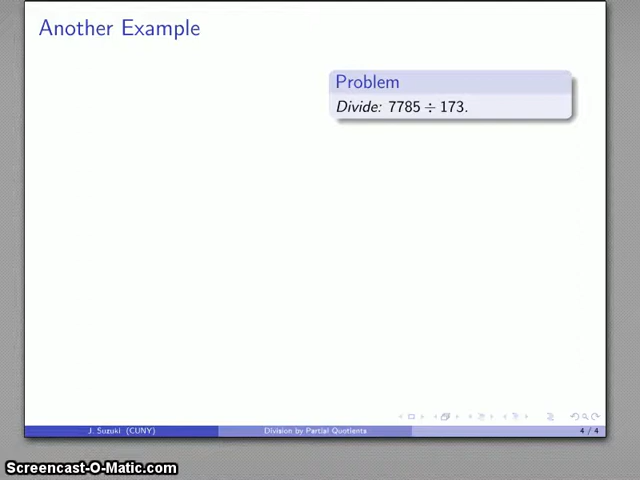 Another Example
Problem
Divide: 7785 ÷ 173.
J. Suzuki (CUNY)
Division by Partial Quotients
4 / 4
Screencast-O-Matic.com